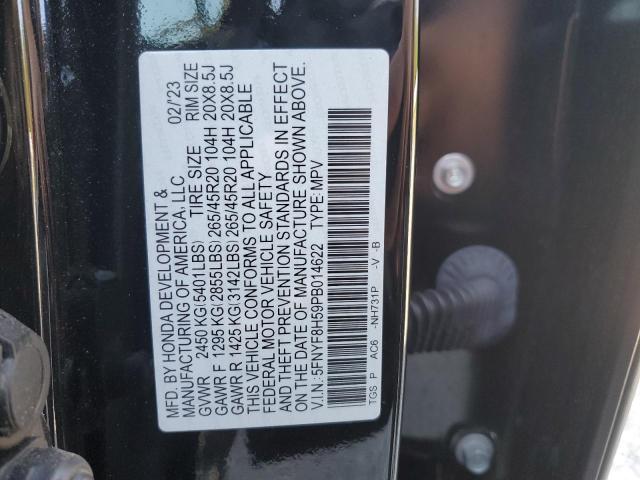 MFD. BY HONDA DEVELOPMENT &
MANUFACTURING OF AMERICA, LLC 02/'23
GVWR 2450 KG(5401LBS) TIRE SIZE RIM SIZE
GAWR F 1295 KG(2855LBS) 265/45R20 104H 20X8.5J
GAWR R 1425 KG(3142LBS) 265/45R20 104H 20X8.5J
THIS VEHICLE CONFORMS TO ALL APPLICABLE
FEDERAL MOTOR VEHICLE SAFETY
AND THEFT PREVENTION STANDARDS IN EFFECT
ON THE DATE OF MANUFACTURE SHOWN ABOVE.
V.I.N.: 5FNYF8H59PB014622 TYPE: MPV
TGS P AC6 -NH731P -V -B